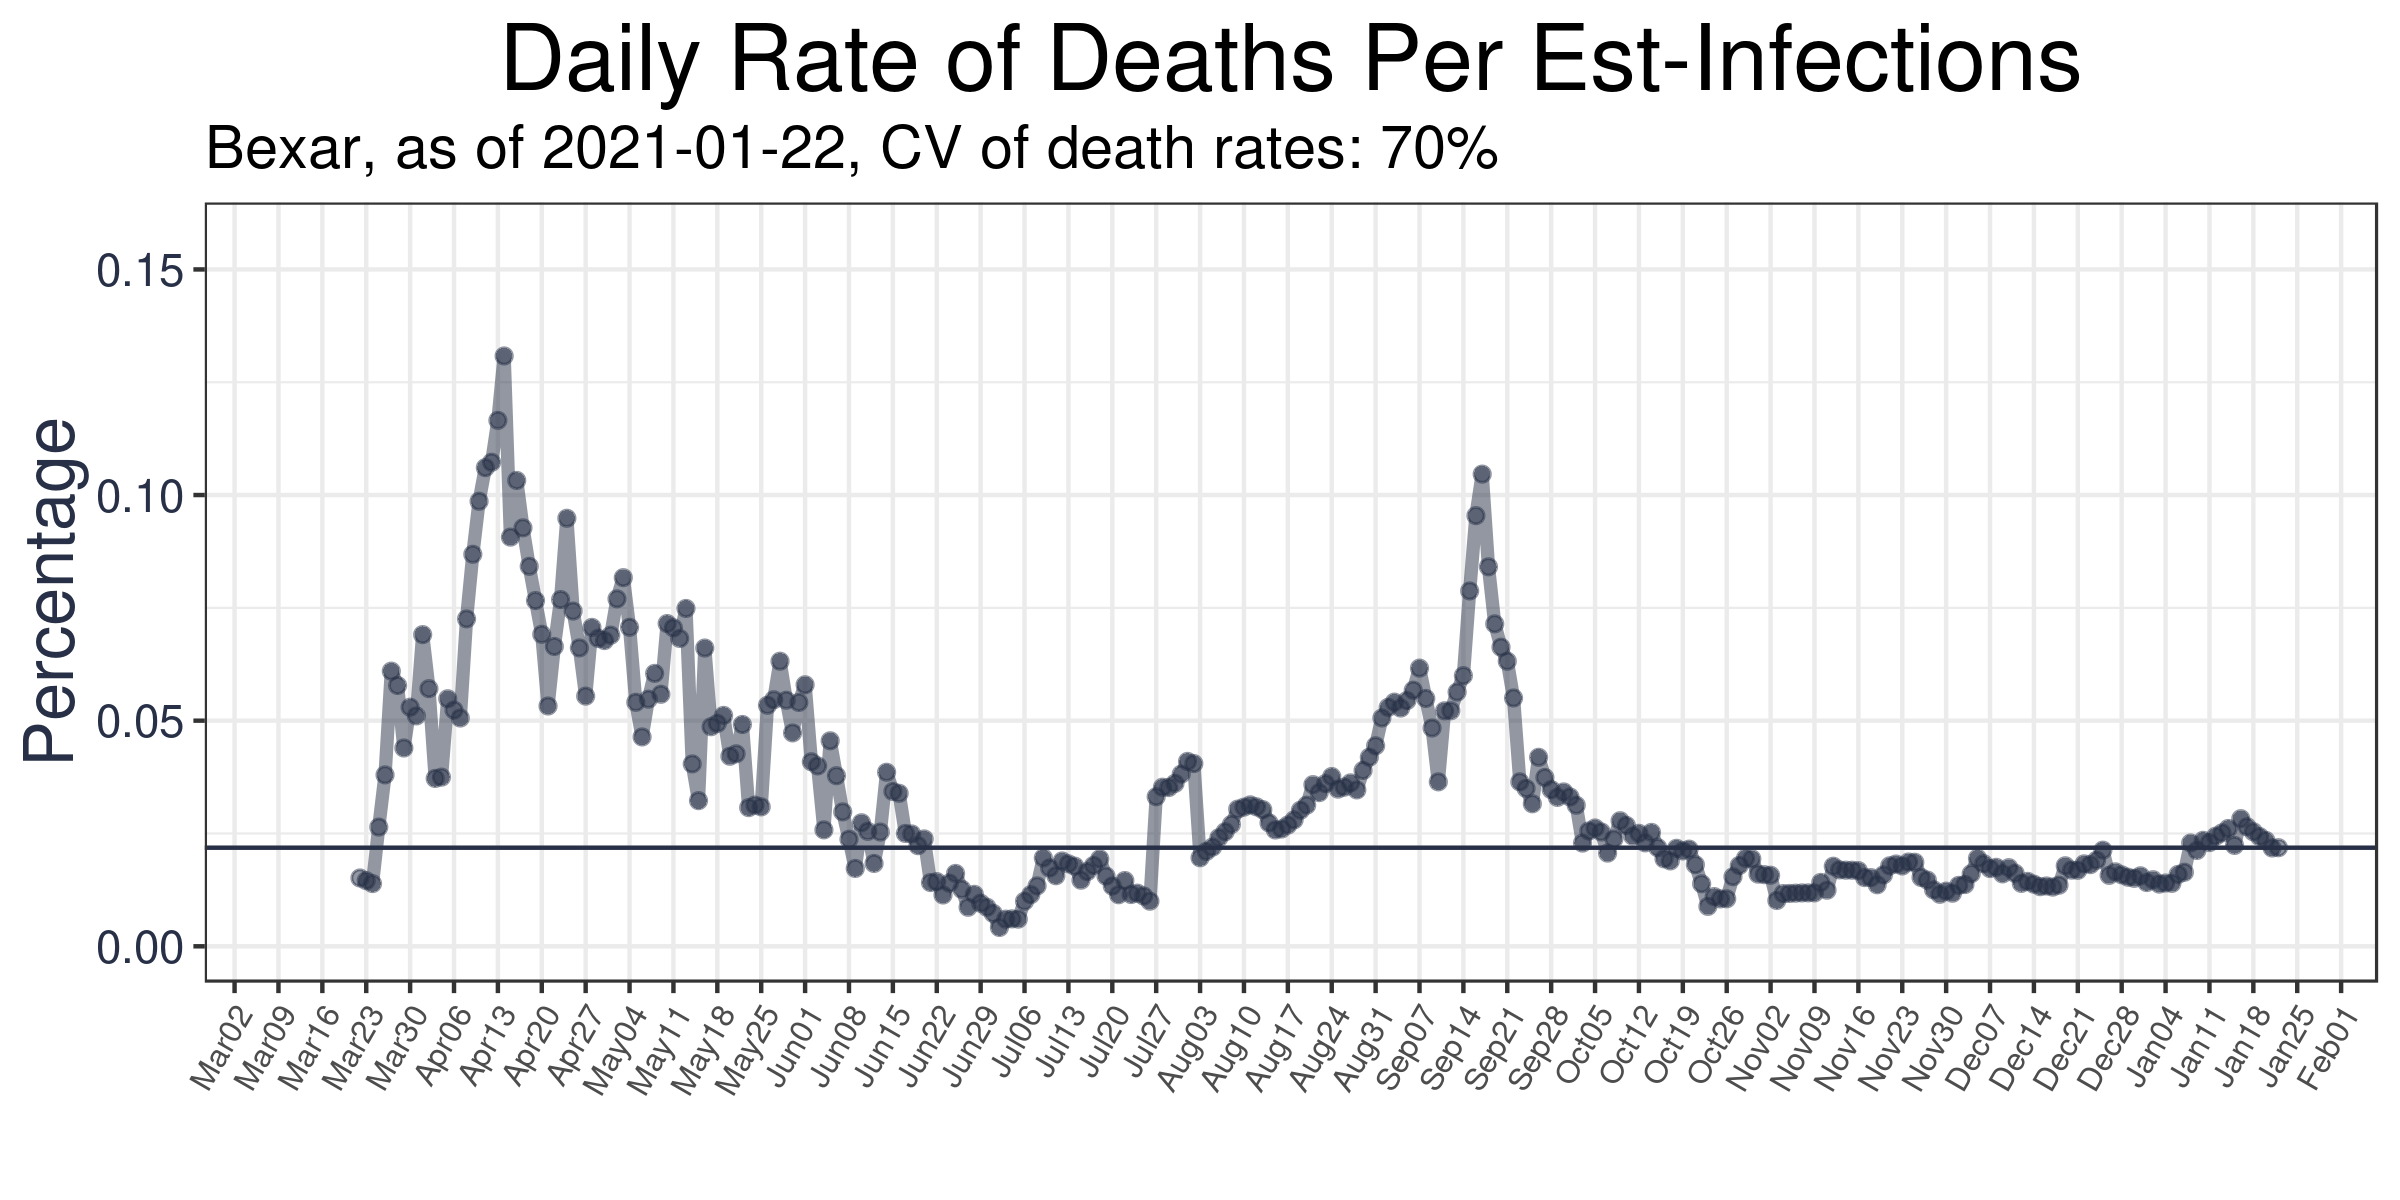 Daily Rate of Deaths Per Est-Infections
Bexar, as of 2021-01-22, CV of death rates: 70%
Percentage
0.15
0.10
0.05
0.00
Mar02 Mar09 Mar16 Mar23 Mar30 Apr06 Apr13 Apr20 Apr27 May04 May11 May18 May25 Jun01 Jun08 Jun15 Jun22 Jun29 Jul06 Jul13 Jul20 Jul27 Aug03 Aug10 Aug17 Aug24 Aug31 Sep07 Sep14 Sep21 Sep28 Oct05 Oct12 Oct19 Oct26 Nov02 Nov09 Nov16 Nov23 Nov30 Dec07 Dec14 Dec21 Dec28 Jan04 Jan11 Jan18 Jan25 Feb01